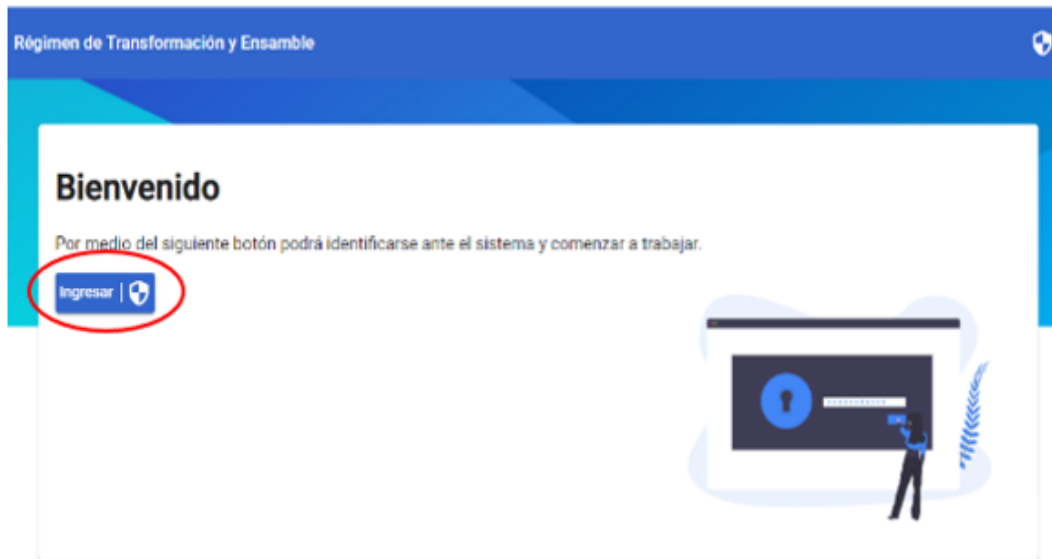 Régimen de Transformación y Ensamble
Bienvenido
Por medio del siguiente botón podrá identificarse ante el sistema y comenzar a trabajar.
Ingresar |